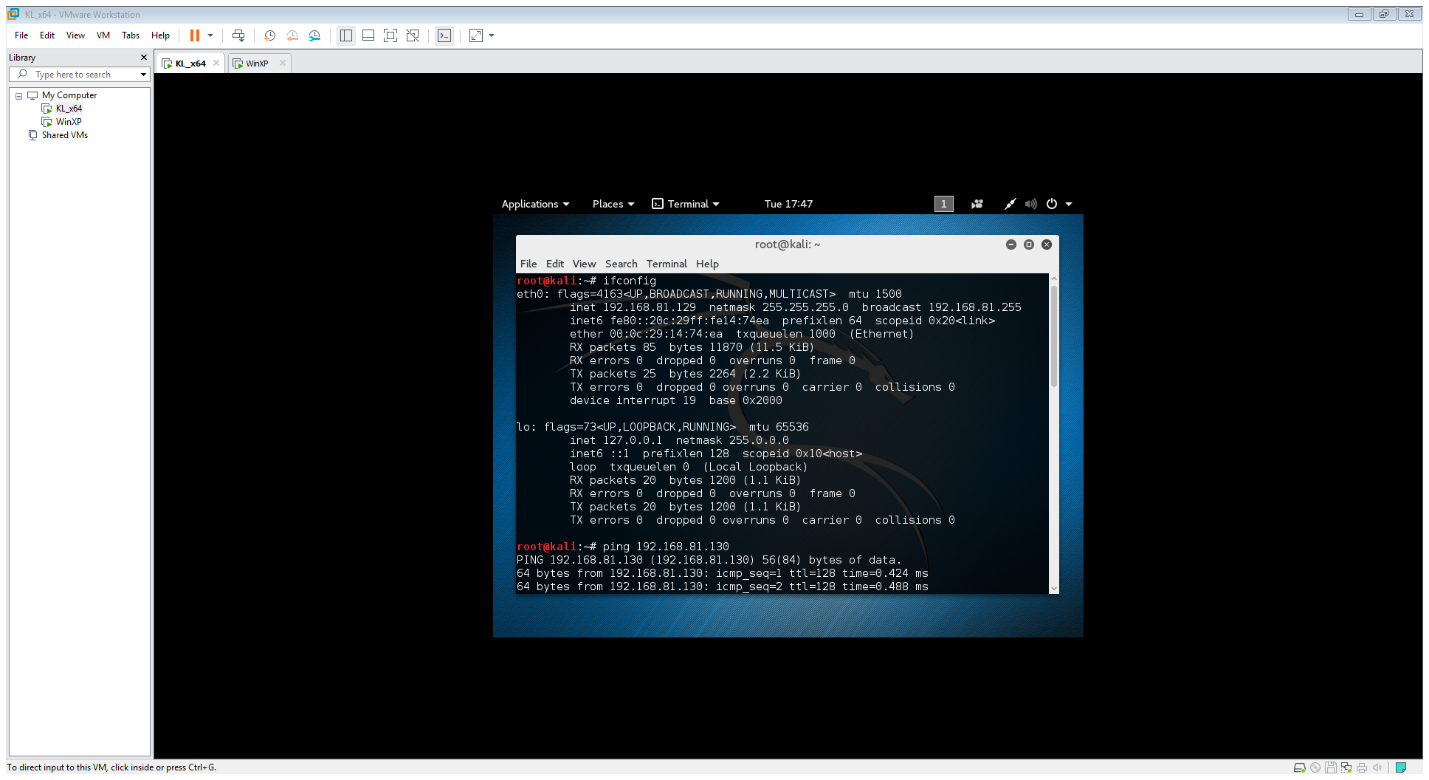 KL_x64 - VMware Workstation
File Edit View VM Tabs Help
Library
Type here to search
My Computer
KL_x64
WinXP
Shared VMs
KL_x64 WinXP
Applications Places Terminal Tue 17:47 1
root@kali: ~
File Edit View Search Terminal Help
root@kali:~# ifconfig
eth0: flags=4163<UP,BROADCAST,RUNNING,MULTICAST>  mtu 1500
        inet 192.168.81.129  netmask 255.255.255.0  broadcast 192.168.81.255
        inet6 fe80::20c:29ff:fe14:74ea  prefixlen 64  scopeid 0x20<link>
        ether 00:0c:29:14:74:ea  txqueuelen 1000  (Ethernet)
        RX packets 85  bytes 11870 (11.5 KiB)
        RX errors 0  dropped 0  overruns 0  frame 0
        TX packets 25  bytes 2264 (2.2 KiB)
        TX errors 0  dropped 0 overruns 0  carrier 0  collisions 0
        device interrupt 19  base 0x2000
lo: flags=73<UP,LOOPBACK,RUNNING>  mtu 65536
        inet 127.0.0.1  netmask 255.0.0.0
        inet6 ::1  prefixlen 128  scopeid 0x10<host>
        loop  txqueuelen 0  (Local Loopback)
        RX packets 20  bytes 1200 (1.1 KiB)
        RX errors 0  dropped 0  overruns 0  frame 0
        TX packets 20  bytes 1200 (1.1 KiB)
        TX errors 0  dropped 0 overruns 0  carrier 0  collisions 0
root@kali:~# ping 192.168.81.130
PING 192.168.81.130 (192.168.81.130) 56(84) bytes of data.
64 bytes from 192.168.81.130: icmp_seq=1 ttl=128 time=0.424 ms
64 bytes from 192.168.81.130: icmp_seq=2 ttl=128 time=0.488 ms
To direct input to this VM, click inside or press Ctrl+G.